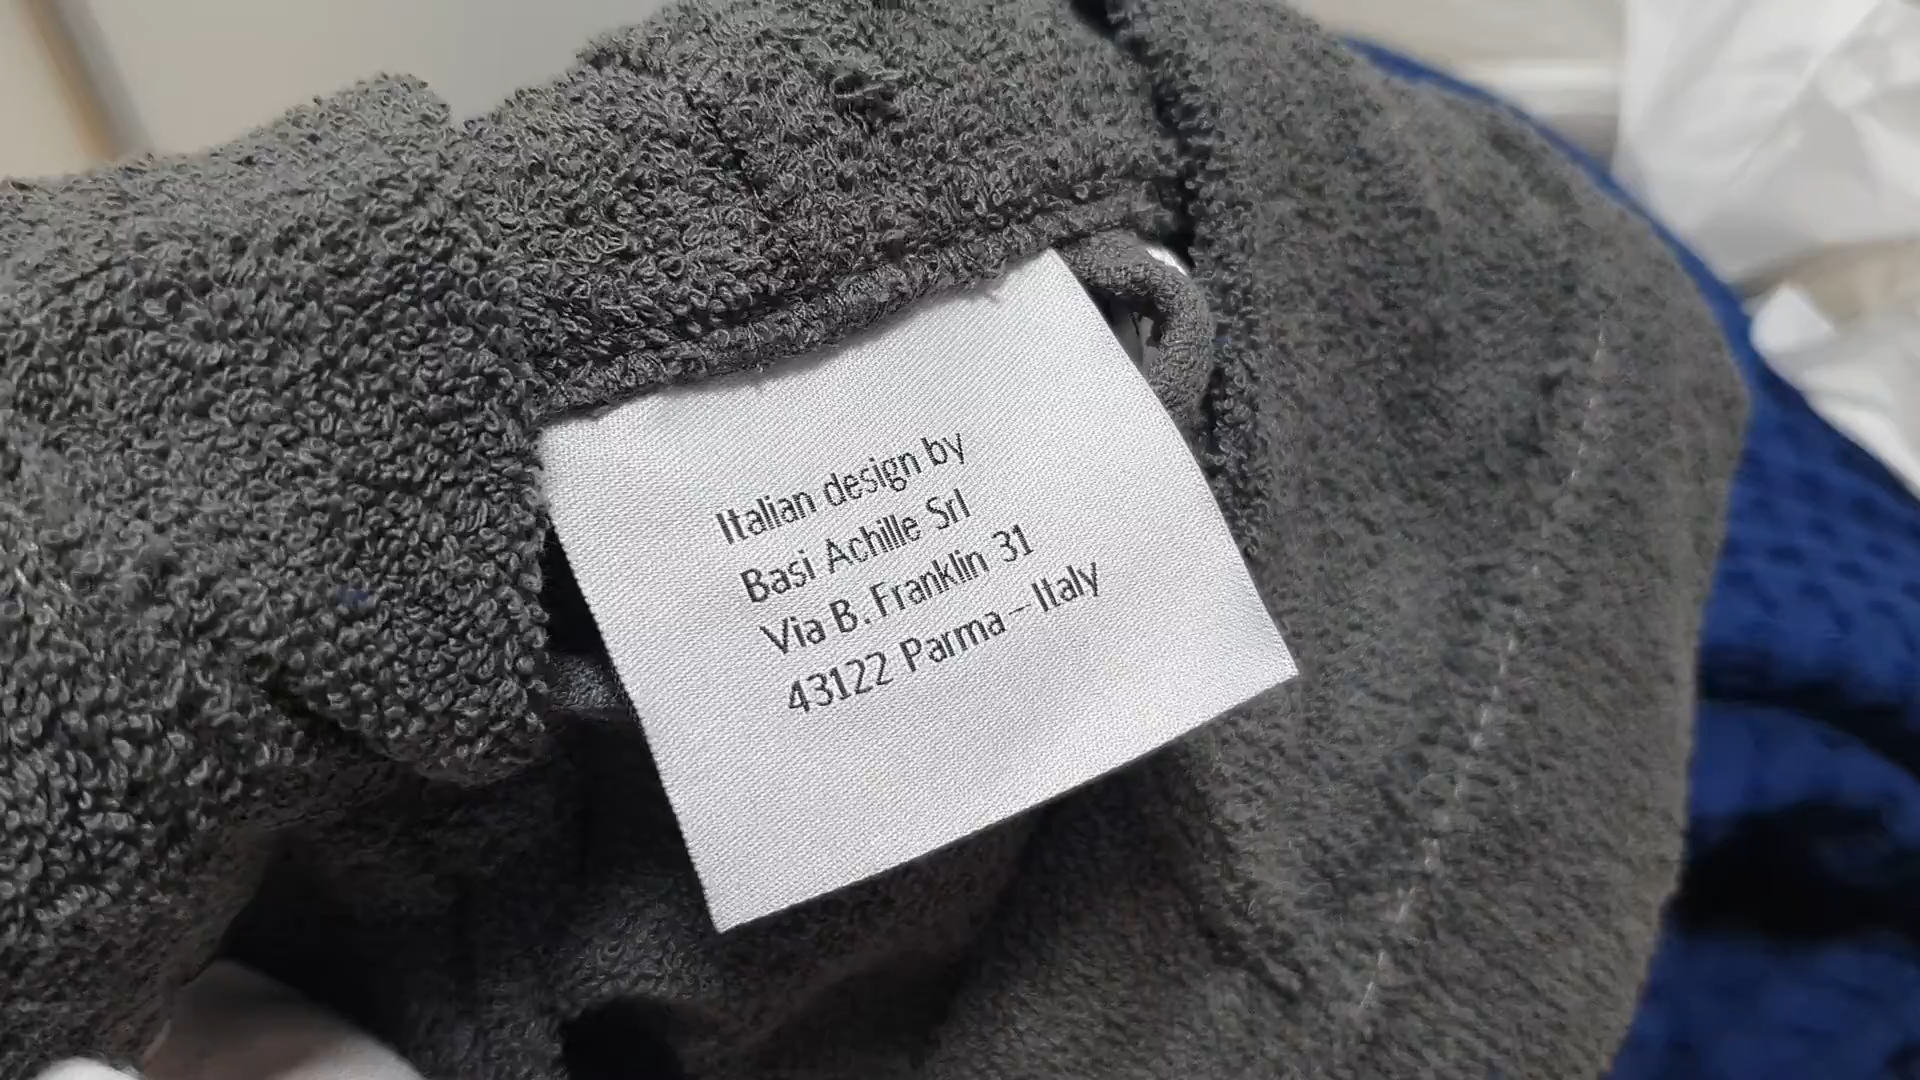 Italian design by
Basi Achille Srl
Via B. Franklin 31
43122 Parma – Italy